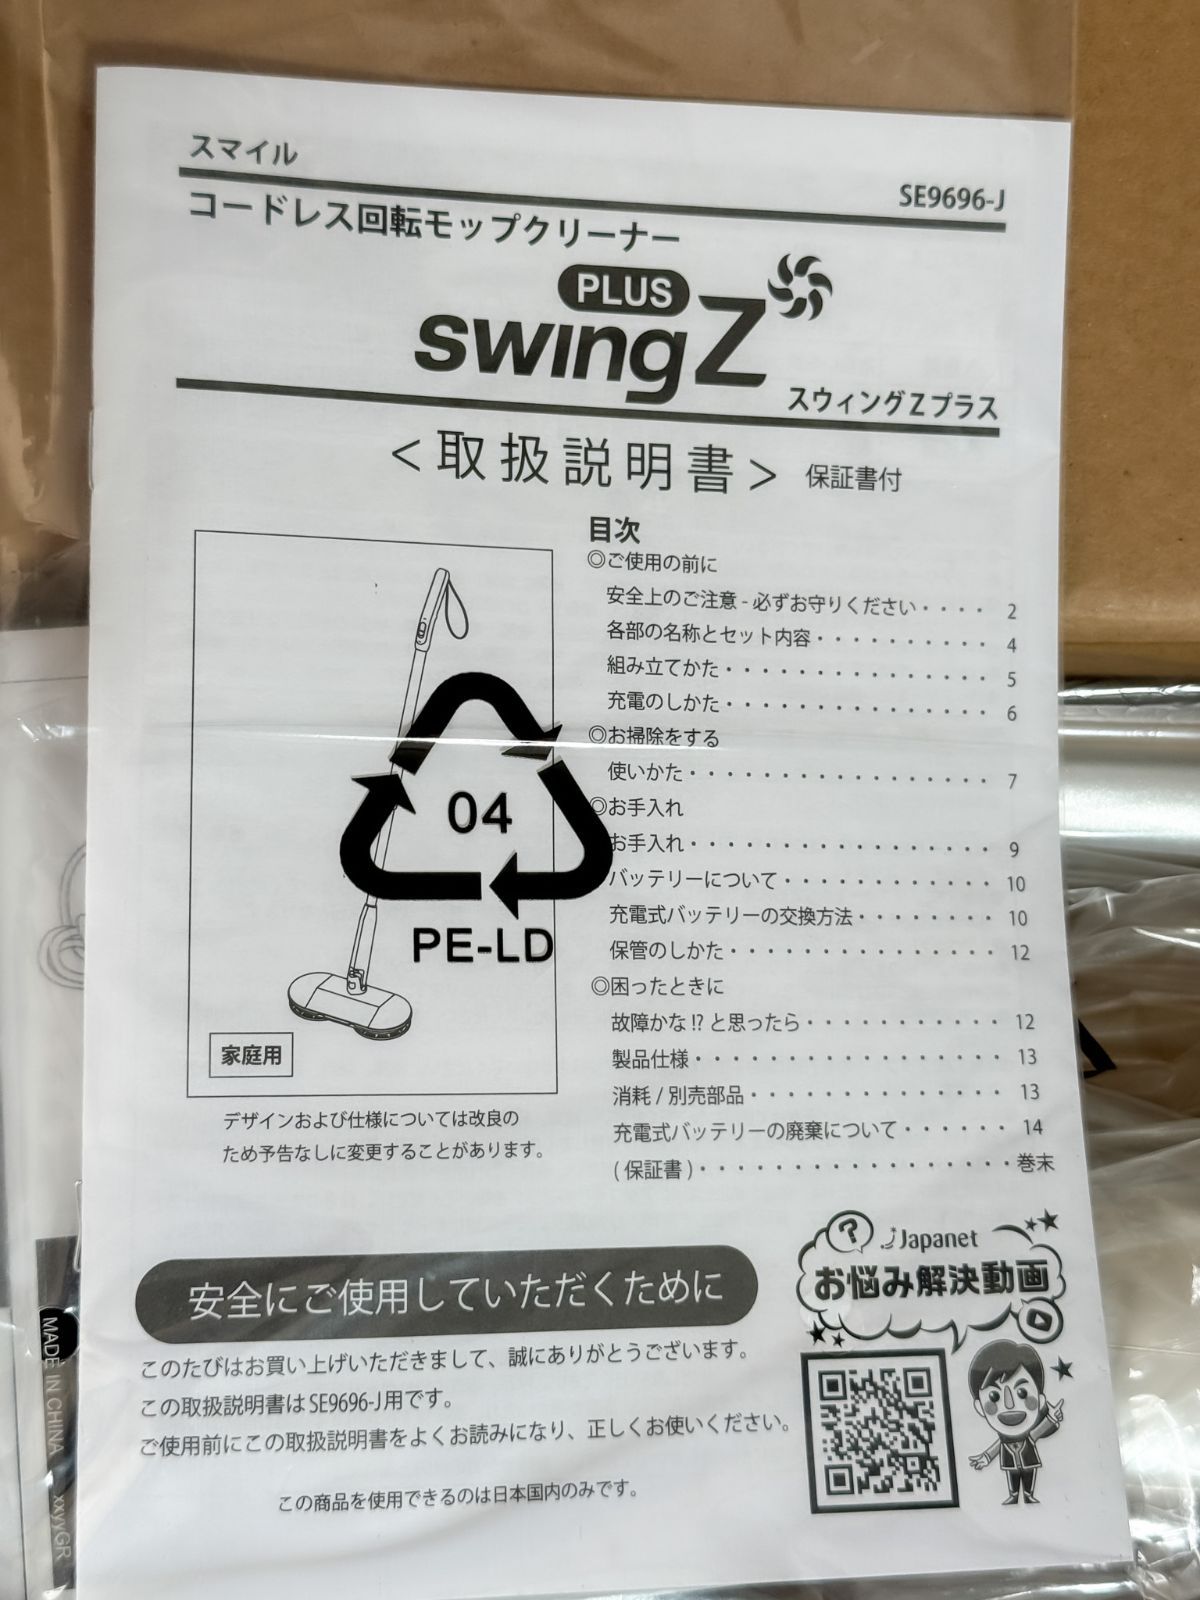 スマイル
SE9696-J
コードレス回転モップクリーナー
PLUS
swing Z
スウィングZプラス
＜取扱説明書＞ 保証書付
目次
◎ご使用の前に
安全上のご注意 - 必ずお守りください・・・・ 2
各部の名称とセット内容・・・・・・・・・・ 4
組み立てかた・・・・・・・・・・・・・・・ 5
充電のしかた・・・・・・・・・・・・・・・ 6
◎お掃除をする
使いかた・・・・・・・・・・・・・・・・・ 7
◎お手入れ
お手入れ・・・・・・・・・・・・・・・・・ 9
バッテリーについて・・・・・・・・・・・・ 10
充電式バッテリーの交換方法・・・・・・・・ 10
保管のしかた・・・・・・・・・・・・・・・ 12
◎困ったときに
故障かな !? と思ったら・・・・・・・・・・・ 12
製品仕様・・・・・・・・・・・・・・・・・ 13
消耗 / 別売部品・・・・・・・・・・・・・・ 13
充電式バッテリーの廃棄について・・・・・・ 14
( 保証書 )・・・・・・・・・・・・・・・・・巻末
04
PE-LD
家庭用
デザインおよび仕様については改良の
ため予告なしに変更することがあります。
安全にご使用していただくために
このたびはお買い上げいただきまして、誠にありがとうございます。
この取扱説明書は SE9696-J 用です。
ご使用前にこの取扱説明書をよくお読みになり、正しくお使いください。
この商品を使用できるのは日本国内のみです。
?
Japanet
お悩み解決動画
MADE IN CHINA xxyyGR